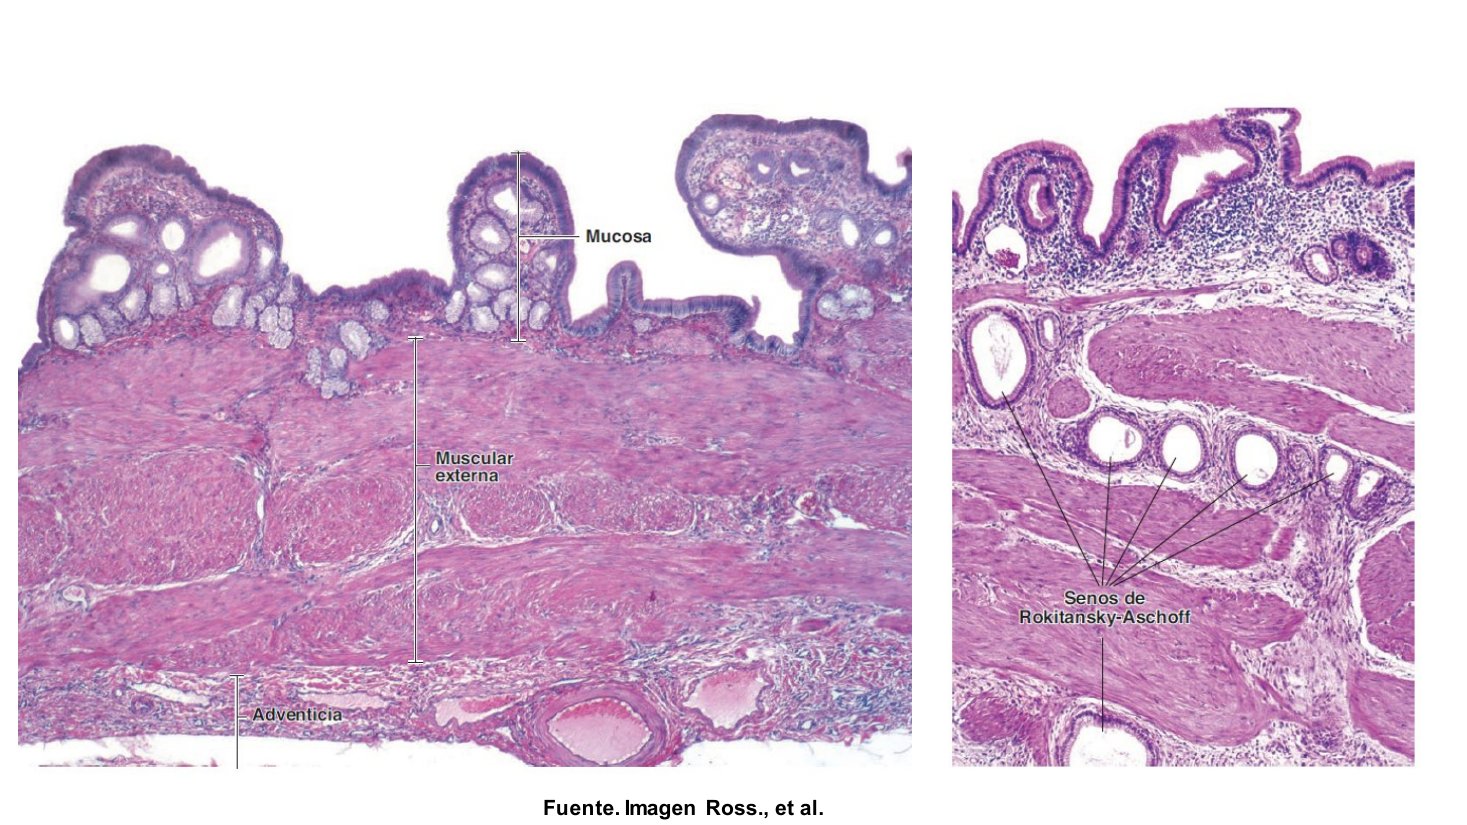 Mucosa
Muscular
externa
Adventicia
Senos de
Rokitansky-Aschoff
Fuente. Imagen Ross., et al.